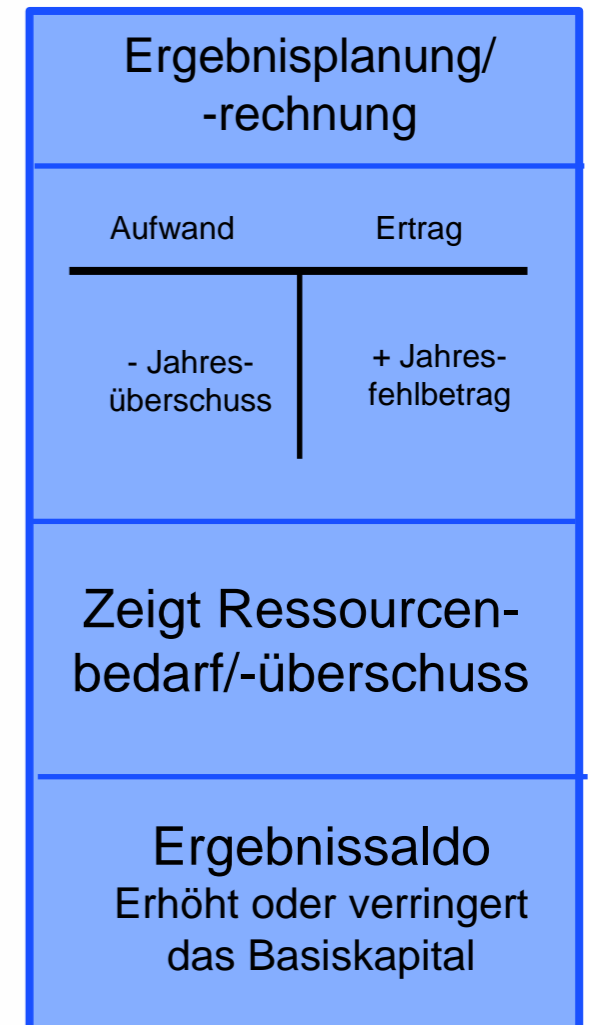 Ergebnisplanung/
-rechnung
Aufwand
Ertrag
- Jahres-
überschuss
+ Jahres-
fehlbetrag
Zeigt Ressourcen-
bedarf/-überschuss
Ergebnissaldo
Erhöht oder verringert
das Basiskapital